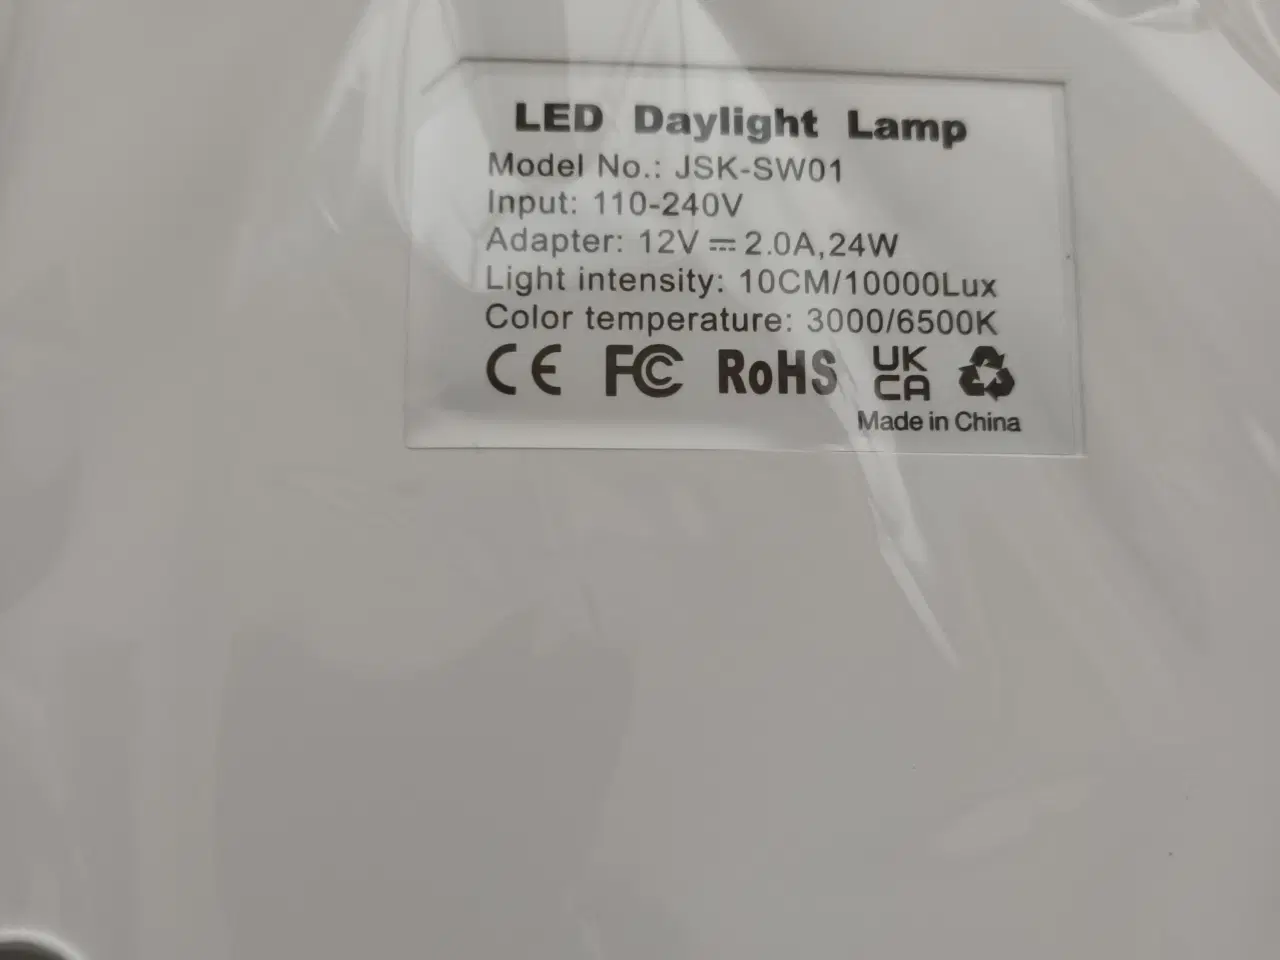 LED Daylight Lamp
Model No.: JSK-SW01
Input: 110-240V
Adapter: 12V⎓2.0A,24W
Light intensity: 10CM/10000Lux
Color temperature: 3000/6500K
CE FC RoHS UK CA
Made in China